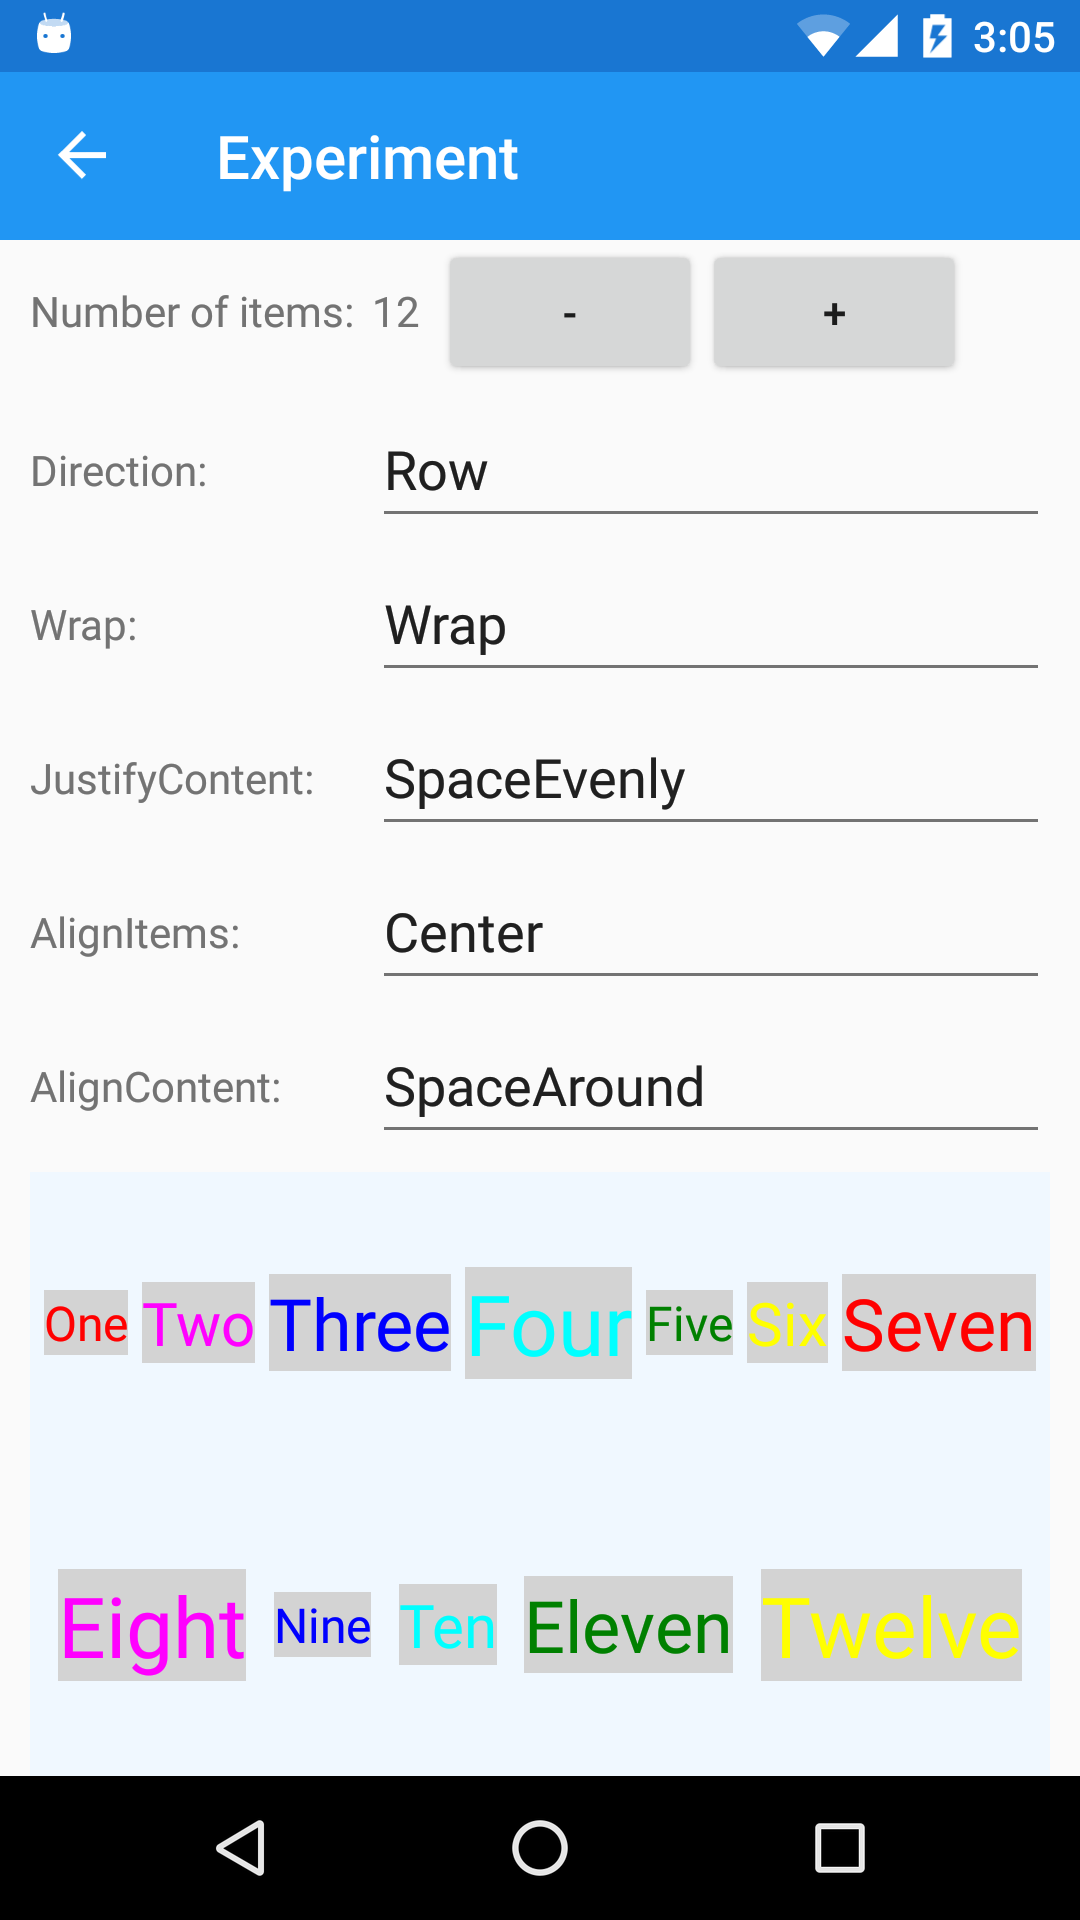 3:05
Experiment
Number of items: 12 - +
Direction: Row
Wrap: Wrap
JustifyContent: SpaceEvenly
AlignItems: Center
AlignContent: SpaceAround
One Two Three Four Five Six Seven
Eight Nine Ten Eleven Twelve